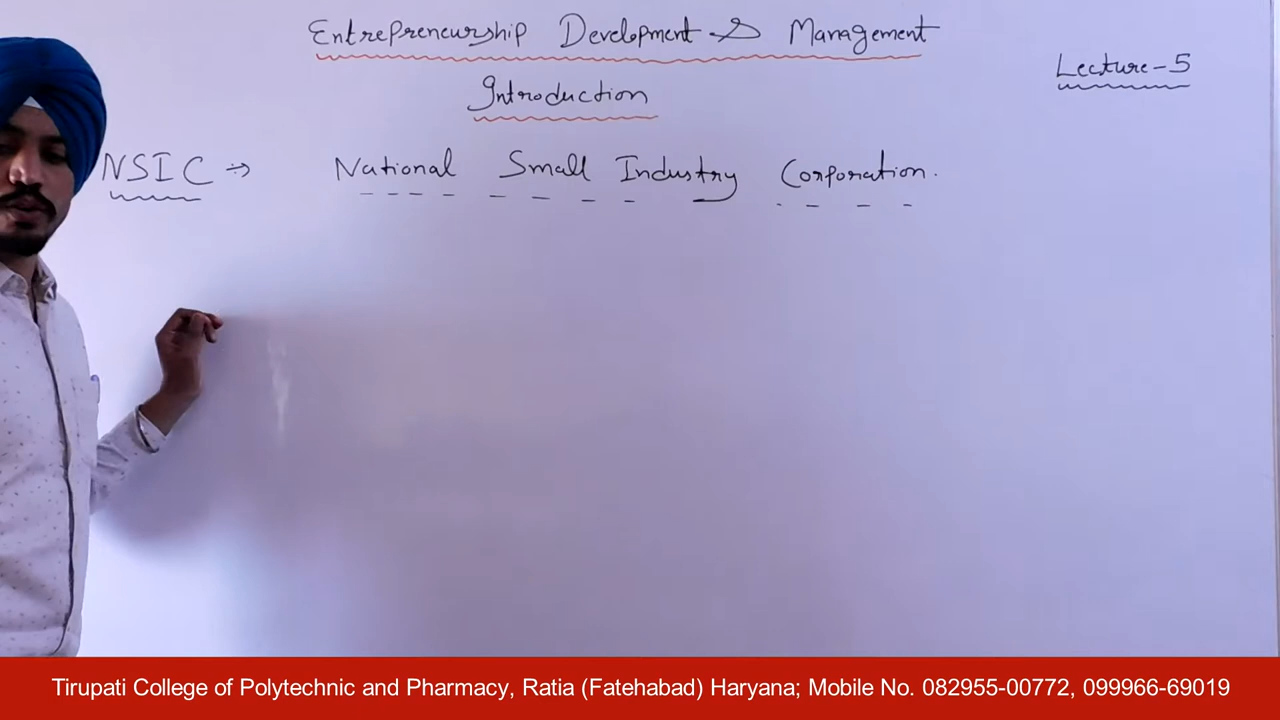 Entrepreneurship Development & Management
Lecture-5
Introduction
NSIC → National Small Industry Corporation.
Tirupati College of Polytechnic and Pharmacy, Ratia (Fatehabad) Haryana; Mobile No. 082955-00772, 099966-69019